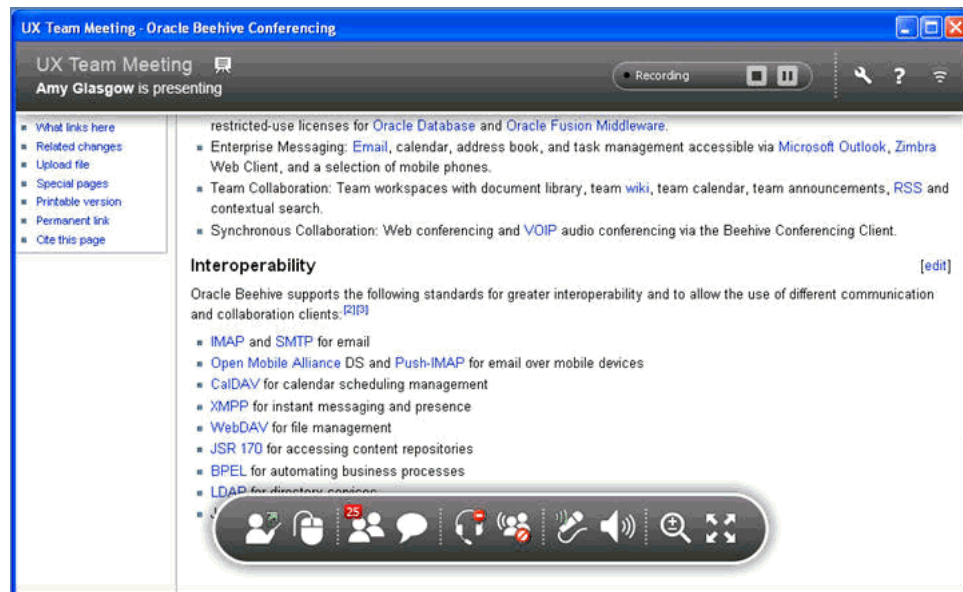 UX Team Meeting - Oracle Beehive Conferencing
UX Team Meeting
Amy Glasgow is presenting
Recording
?
What links here
Related changes
Upload file
Special pages
Printable version
Permanent link
Cite this page
restricted-use licenses for Oracle Database and Oracle Fusion Middleware.
Enterprise Messaging: Email, calendar, address book, and task management accessible via Microsoft Outlook, Zimbra
Web Client, and a selection of mobile phones.
Team Collaboration: Team workspaces with document library, team wiki, team calendar, team announcements, RSS and
contextual search.
Synchronous Collaboration: Web conferencing and VOIP audio conferencing via the Beehive Conferencing Client.
Interoperability [edit]
Oracle Beehive supports the following standards for greater interoperability and to allow the use of different communication
and collaboration clients:[2][3]
IMAP and SMTP for email
Open Mobile Alliance DS and Push-IMAP for email over mobile devices
CalDAV for calendar scheduling management
XMPP for instant messaging and presence
WebDAV for file management
JSR 170 for accessing content repositories
BPEL for automating business processes
LDAP for directory services
25